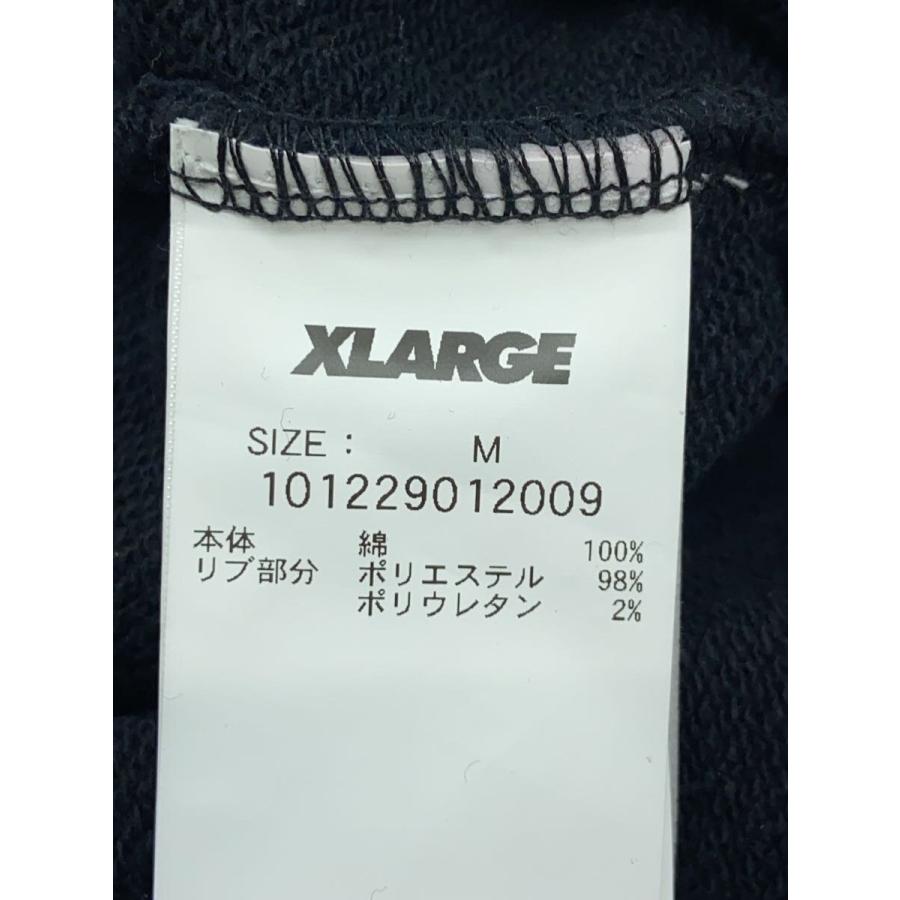 XLARGE
SIZE : M
101229012009
本体 綿 100%
リブ部分 ポリエステル 98%
ポリウレタン 2%